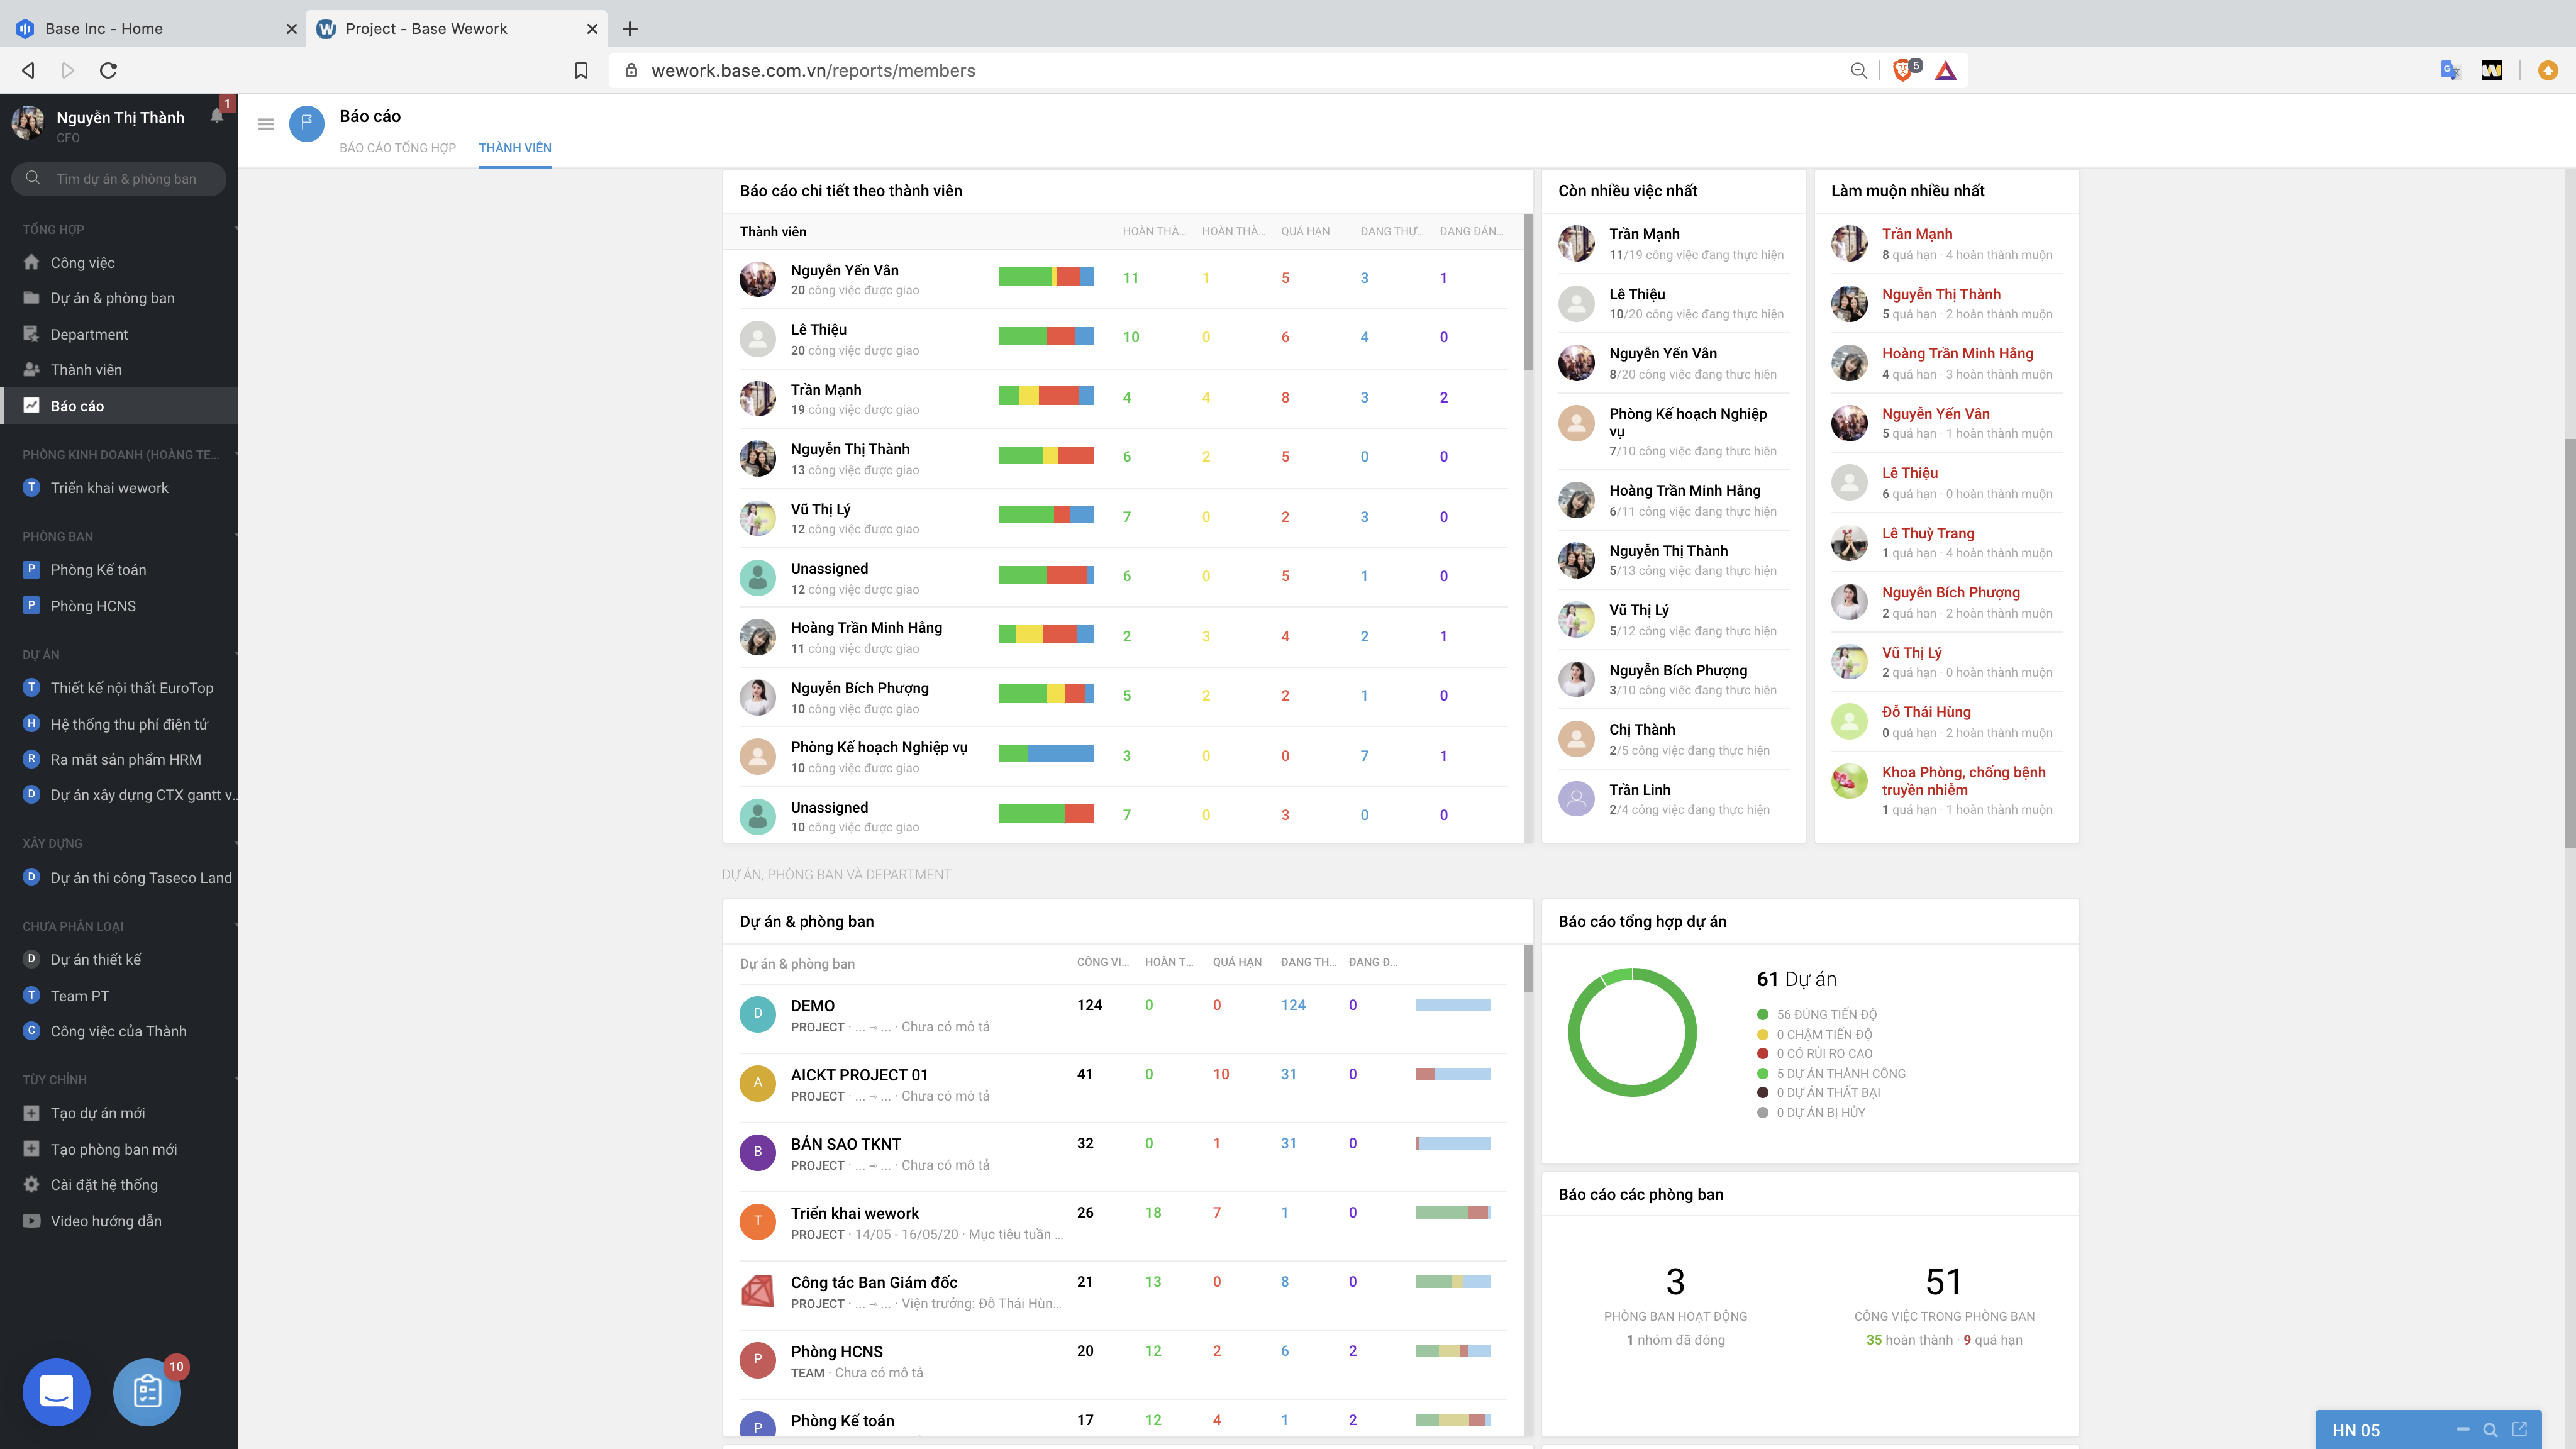 Base Inc - Home
Project - Base Wework
wework.base.com.vn/reports/members
5
Nguyễn Thị Thành
1
CFO
Tìm dự án & phòng ban
TỔNG HỢP
Công việc
Dự án & phòng ban
Department
Thành viên
Báo cáo
PHÒNG KINH DOANH (HOÀNG TE...
T Triển khai wework
PHÒNG BAN
P Phòng Kế toán
P Phòng HCNS
DỰ ÁN
T Thiết kế nội thất EuroTop
H Hệ thống thu phí điện tử
R Ra mắt sản phẩm HRM
D Dự án xây dựng CTX gantt v...
XÂY DỰNG
D Dự án thi công Taseco Land
CHƯA PHÂN LOẠI
D Dự án thiết kế
T Team PT
C Công việc của Thành
TÙY CHỈNH
Tạo dự án mới
Tạo phòng ban mới
Cài đặt hệ thống
Video hướng dẫn
10
Báo cáo
BÁO CÁO TỔNG HỢP THÀNH VIÊN
Báo cáo chi tiết theo thành viên
Thành viên HOÀN THÀ... HOÀN THÀ... QUÁ HẠN ĐANG THỰ... ĐANG ĐÁN...
Nguyễn Yến Vân 11 1 5 3 1
20 công việc được giao
Lê Thiệu 10 0 6 4 0
20 công việc được giao
Trần Mạnh 4 4 8 3 2
19 công việc được giao
Nguyễn Thị Thành 6 2 5 0 0
13 công việc được giao
Vũ Thị Lý 7 0 2 3 0
12 công việc được giao
Unassigned 6 0 5 1 0
12 công việc được giao
Hoàng Trần Minh Hằng 2 3 4 2 1
11 công việc được giao
Nguyễn Bích Phượng 5 2 2 1 0
10 công việc được giao
Phòng Kế hoạch Nghiệp vụ 3 0 0 7 1
10 công việc được giao
Unassigned 7 0 3 0 0
10 công việc được giao
Còn nhiều việc nhất
Trần Mạnh
11/19 công việc đang thực hiện
Lê Thiệu
10/20 công việc đang thực hiện
Nguyễn Yến Vân
8/20 công việc đang thực hiện
Phòng Kế hoạch Nghiệp
vụ
7/10 công việc đang thực hiện
Hoàng Trần Minh Hằng
6/11 công việc đang thực hiện
Nguyễn Thị Thành
5/13 công việc đang thực hiện
Vũ Thị Lý
5/12 công việc đang thực hiện
Nguyễn Bích Phượng
3/10 công việc đang thực hiện
Chị Thành
2/5 công việc đang thực hiện
Trần Linh
2/4 công việc đang thực hiện
Làm muộn nhiều nhất
Trần Mạnh
8 quá hạn · 4 hoàn thành muộn
Nguyễn Thị Thành
5 quá hạn · 2 hoàn thành muộn
Hoàng Trần Minh Hằng
4 quá hạn · 3 hoàn thành muộn
Nguyễn Yến Vân
5 quá hạn · 1 hoàn thành muộn
Lê Thiệu
6 quá hạn · 0 hoàn thành muộn
Lê Thuỳ Trang
1 quá hạn · 4 hoàn thành muộn
Nguyễn Bích Phượng
2 quá hạn · 2 hoàn thành muộn
Vũ Thị Lý
2 quá hạn · 0 hoàn thành muộn
Đỗ Thái Hùng
0 quá hạn · 2 hoàn thành muộn
Khoa Phòng, chống bệnh
truyền nhiễm
1 quá hạn · 1 hoàn thành muộn
DỰ ÁN, PHÒNG BAN VÀ DEPARTMENT
Dự án & phòng ban
Dự án & phòng ban CÔNG VI... HOÀN T... QUÁ HẠN ĐANG TH... ĐANG Đ...
D DEMO 124 0 0 124 0
PROJECT · ... → ... · Chưa có mô tả
A AICKT PROJECT 01 41 0 10 31 0
PROJECT · ... → ... · Chưa có mô tả
B BẢN SAO TKNT 32 0 1 31 0
PROJECT · ... → ... · Chưa có mô tả
T Triển khai wework 26 18 7 1 0
PROJECT · 14/05 - 16/05/20 · Mục tiêu tuần ...
Công tác Ban Giám đốc 21 13 0 8 0
PROJECT · ... → ... · Viện trưởng: Đỗ Thái Hùn...
P Phòng HCNS 20 12 2 6 2
TEAM · Chưa có mô tả
P Phòng Kế toán 17 12 4 1 2
Báo cáo tổng hợp dự án
61 Dự án
56 ĐÚNG TIẾN ĐỘ
0 CHẬM TIẾN ĐỘ
0 CÓ RỦI RO CAO
5 DỰ ÁN THÀNH CÔNG
0 DỰ ÁN THẤT BẠI
0 DỰ ÁN BỊ HỦY
Báo cáo các phòng ban
3
PHÒNG BAN HOẠT ĐỘNG
1 nhóm đã đóng
51
CÔNG VIỆC TRONG PHÒNG BAN
35 hoàn thành · 9 quá hạn
HN 05